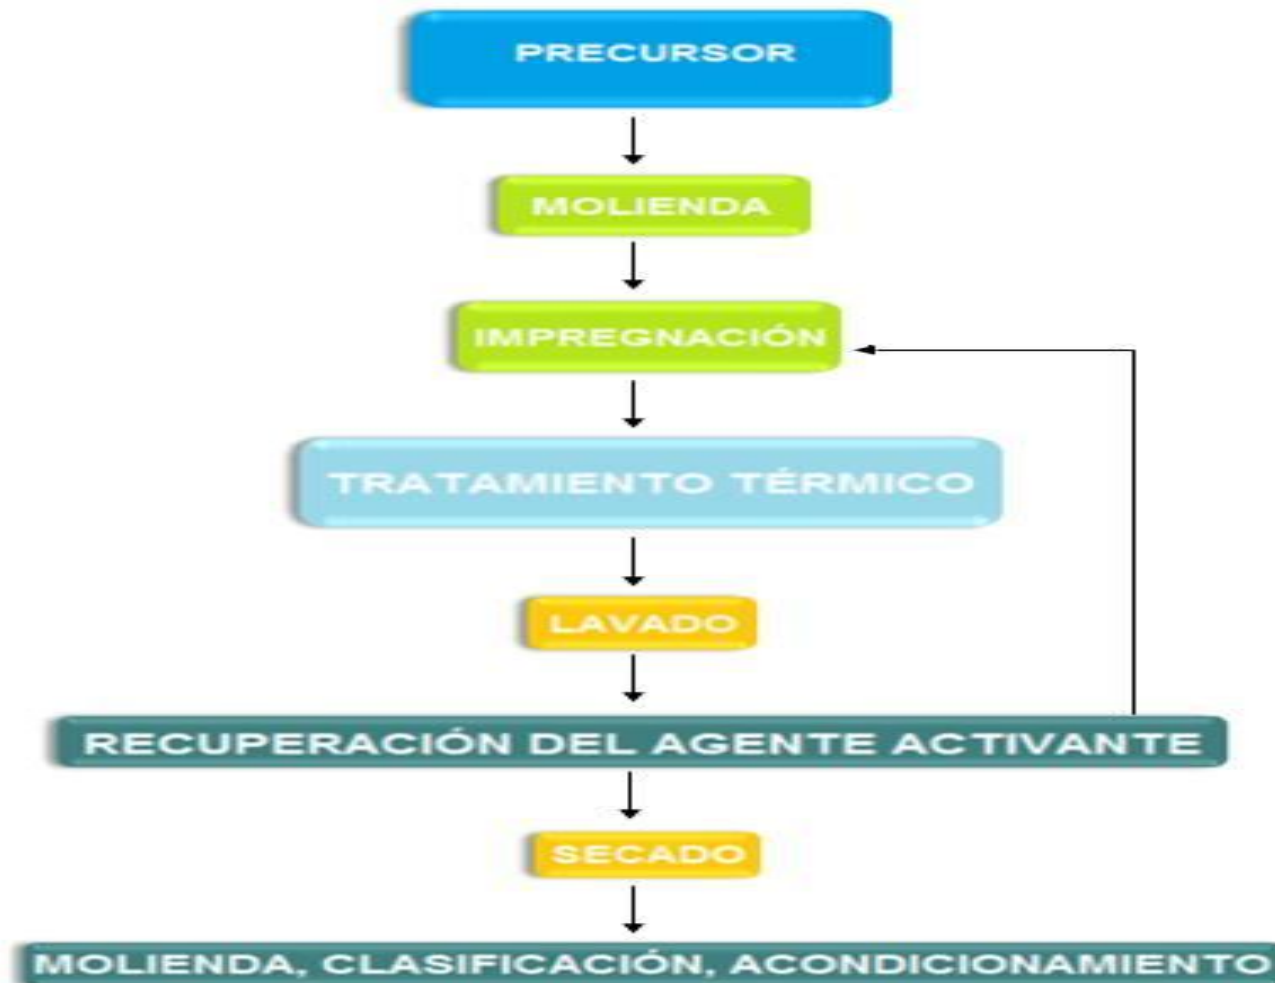 PRECURSOR
MOLIENDA
IMPREGNACIÓN
TRATAMIENTO TÉRMICO
LAVADO
RECUPERACIÓN DEL AGENTE ACTIVANTE
SECADO
MOLIENDA, CLASIFICACIÓN, ACONDICIONAMIENTO